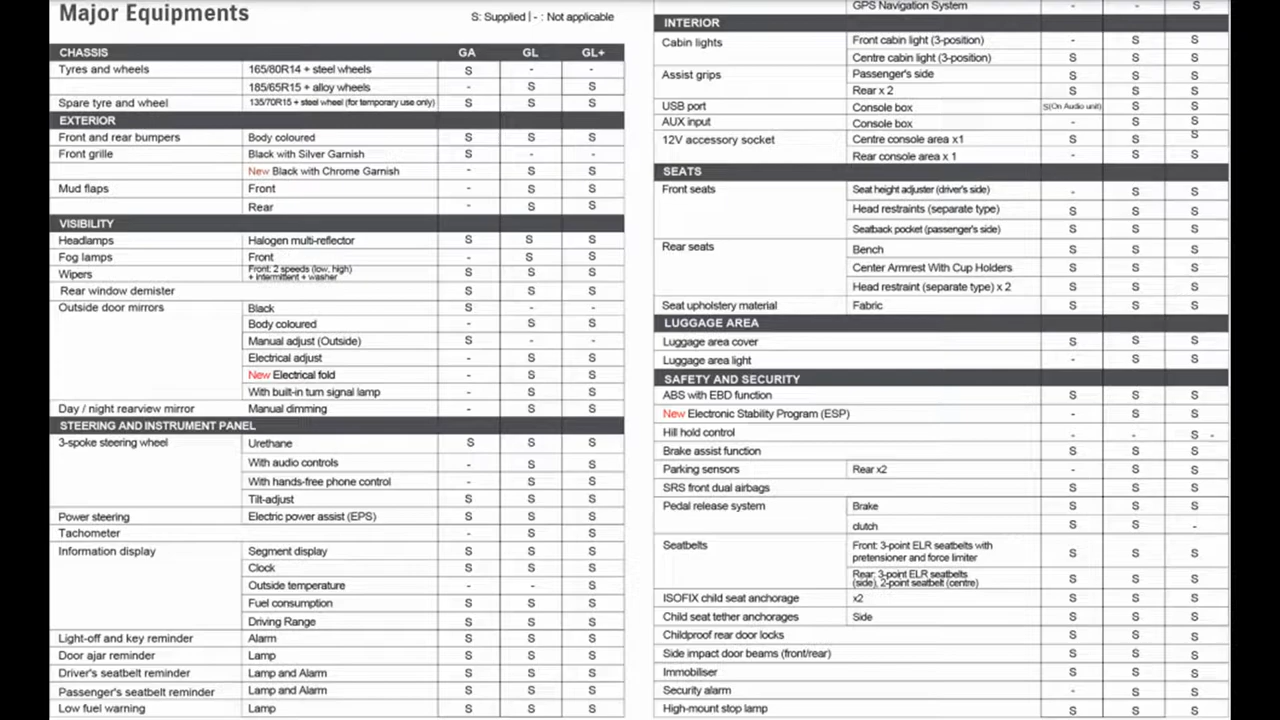 Major Equipments
S: Supplied | - : Not applicable
CHASSIS GA GL GL+
Tyres and wheels 165/80R14 + steel wheels S - -
185/65R15 + alloy wheels - S S
Spare tyre and wheel 135/70R15 + steel wheel (for temporary use only) S S S
EXTERIOR
Front and rear bumpers Body coloured S S S
Front grille Black with Silver Garnish S - -
New Black with Chrome Garnish - S S
Mud flaps Front - S S
Rear - S S
VISIBILITY
Headlamps Halogen multi-reflector S S S
Fog lamps Front - S S
Wipers Front: 2 speeds (low, high) S S S
+ intermittent + washer
Rear window demister S S S
Outside door mirrors Black S - -
Body coloured - S S
Manual adjust (Outside) S - -
Electrical adjust - S S
New Electrical fold - S S
With built-in turn signal lamp - S S
Day / night rearview mirror Manual dimming - S S
STEERING AND INSTRUMENT PANEL
3-spoke steering wheel Urethane S S S
With audio controls - S S
With hands-free phone control - S S
Tilt-adjust S S S
Power steering Electric power assist (EPS) S S S
Tachometer - S S
Information display Segment display S S S
Clock S S S
Outside temperature - - S
Fuel consumption S S S
Driving Range S S S
Light-off and key reminder Alarm S S S
Door ajar reminder Lamp S S S
Driver's seatbelt reminder Lamp and Alarm S S S
Passenger's seatbelt reminder Lamp and Alarm S S S
Low fuel warning Lamp S S S
GPS Navigation System - - S
INTERIOR
Cabin lights Front cabin light (3-position) - S S
Centre cabin light (3-position) S S S
Assist grips Passenger's side S S S
Rear x 2 S S S
USB port Console box S(On Audio unit) S S
AUX input Console box - S S
12V accessory socket Centre console area x1 S S S
Rear console area x 1 - S S
SEATS
Front seats Seat height adjuster (driver's side) - S S
Head restraints (separate type) S S S
Seatback pocket (passenger's side) S S S
Rear seats Bench S S S
Center Armrest With Cup Holders S S S
Head restraint (separate type) x 2 S S S
Seat upholstery material Fabric S S S
LUGGAGE AREA
Luggage area cover S S S
Luggage area light - S S
SAFETY AND SECURITY
ABS with EBD function S S S
New Electronic Stability Program (ESP) - S S
Hill hold control - - S -
Brake assist function S S S
Parking sensors Rear x2 - S S
SRS front dual airbags S S S
Pedal release system Brake S S S
clutch S S -
Seatbelts Front: 3-point ELR seatbelts with S S S
pretensioner and force limiter
Rear: 3-point ELR seatbelts S S S
(side), 2-point seatbelt (centre)
ISOFIX child seat anchorage x2 S S S
Child seat tether anchorages Side S S S
Childproof rear door locks S S S
Side impact door beams (front/rear) S S S
Immobiliser S S S
Security alarm - S S
High-mount stop lamp S S S